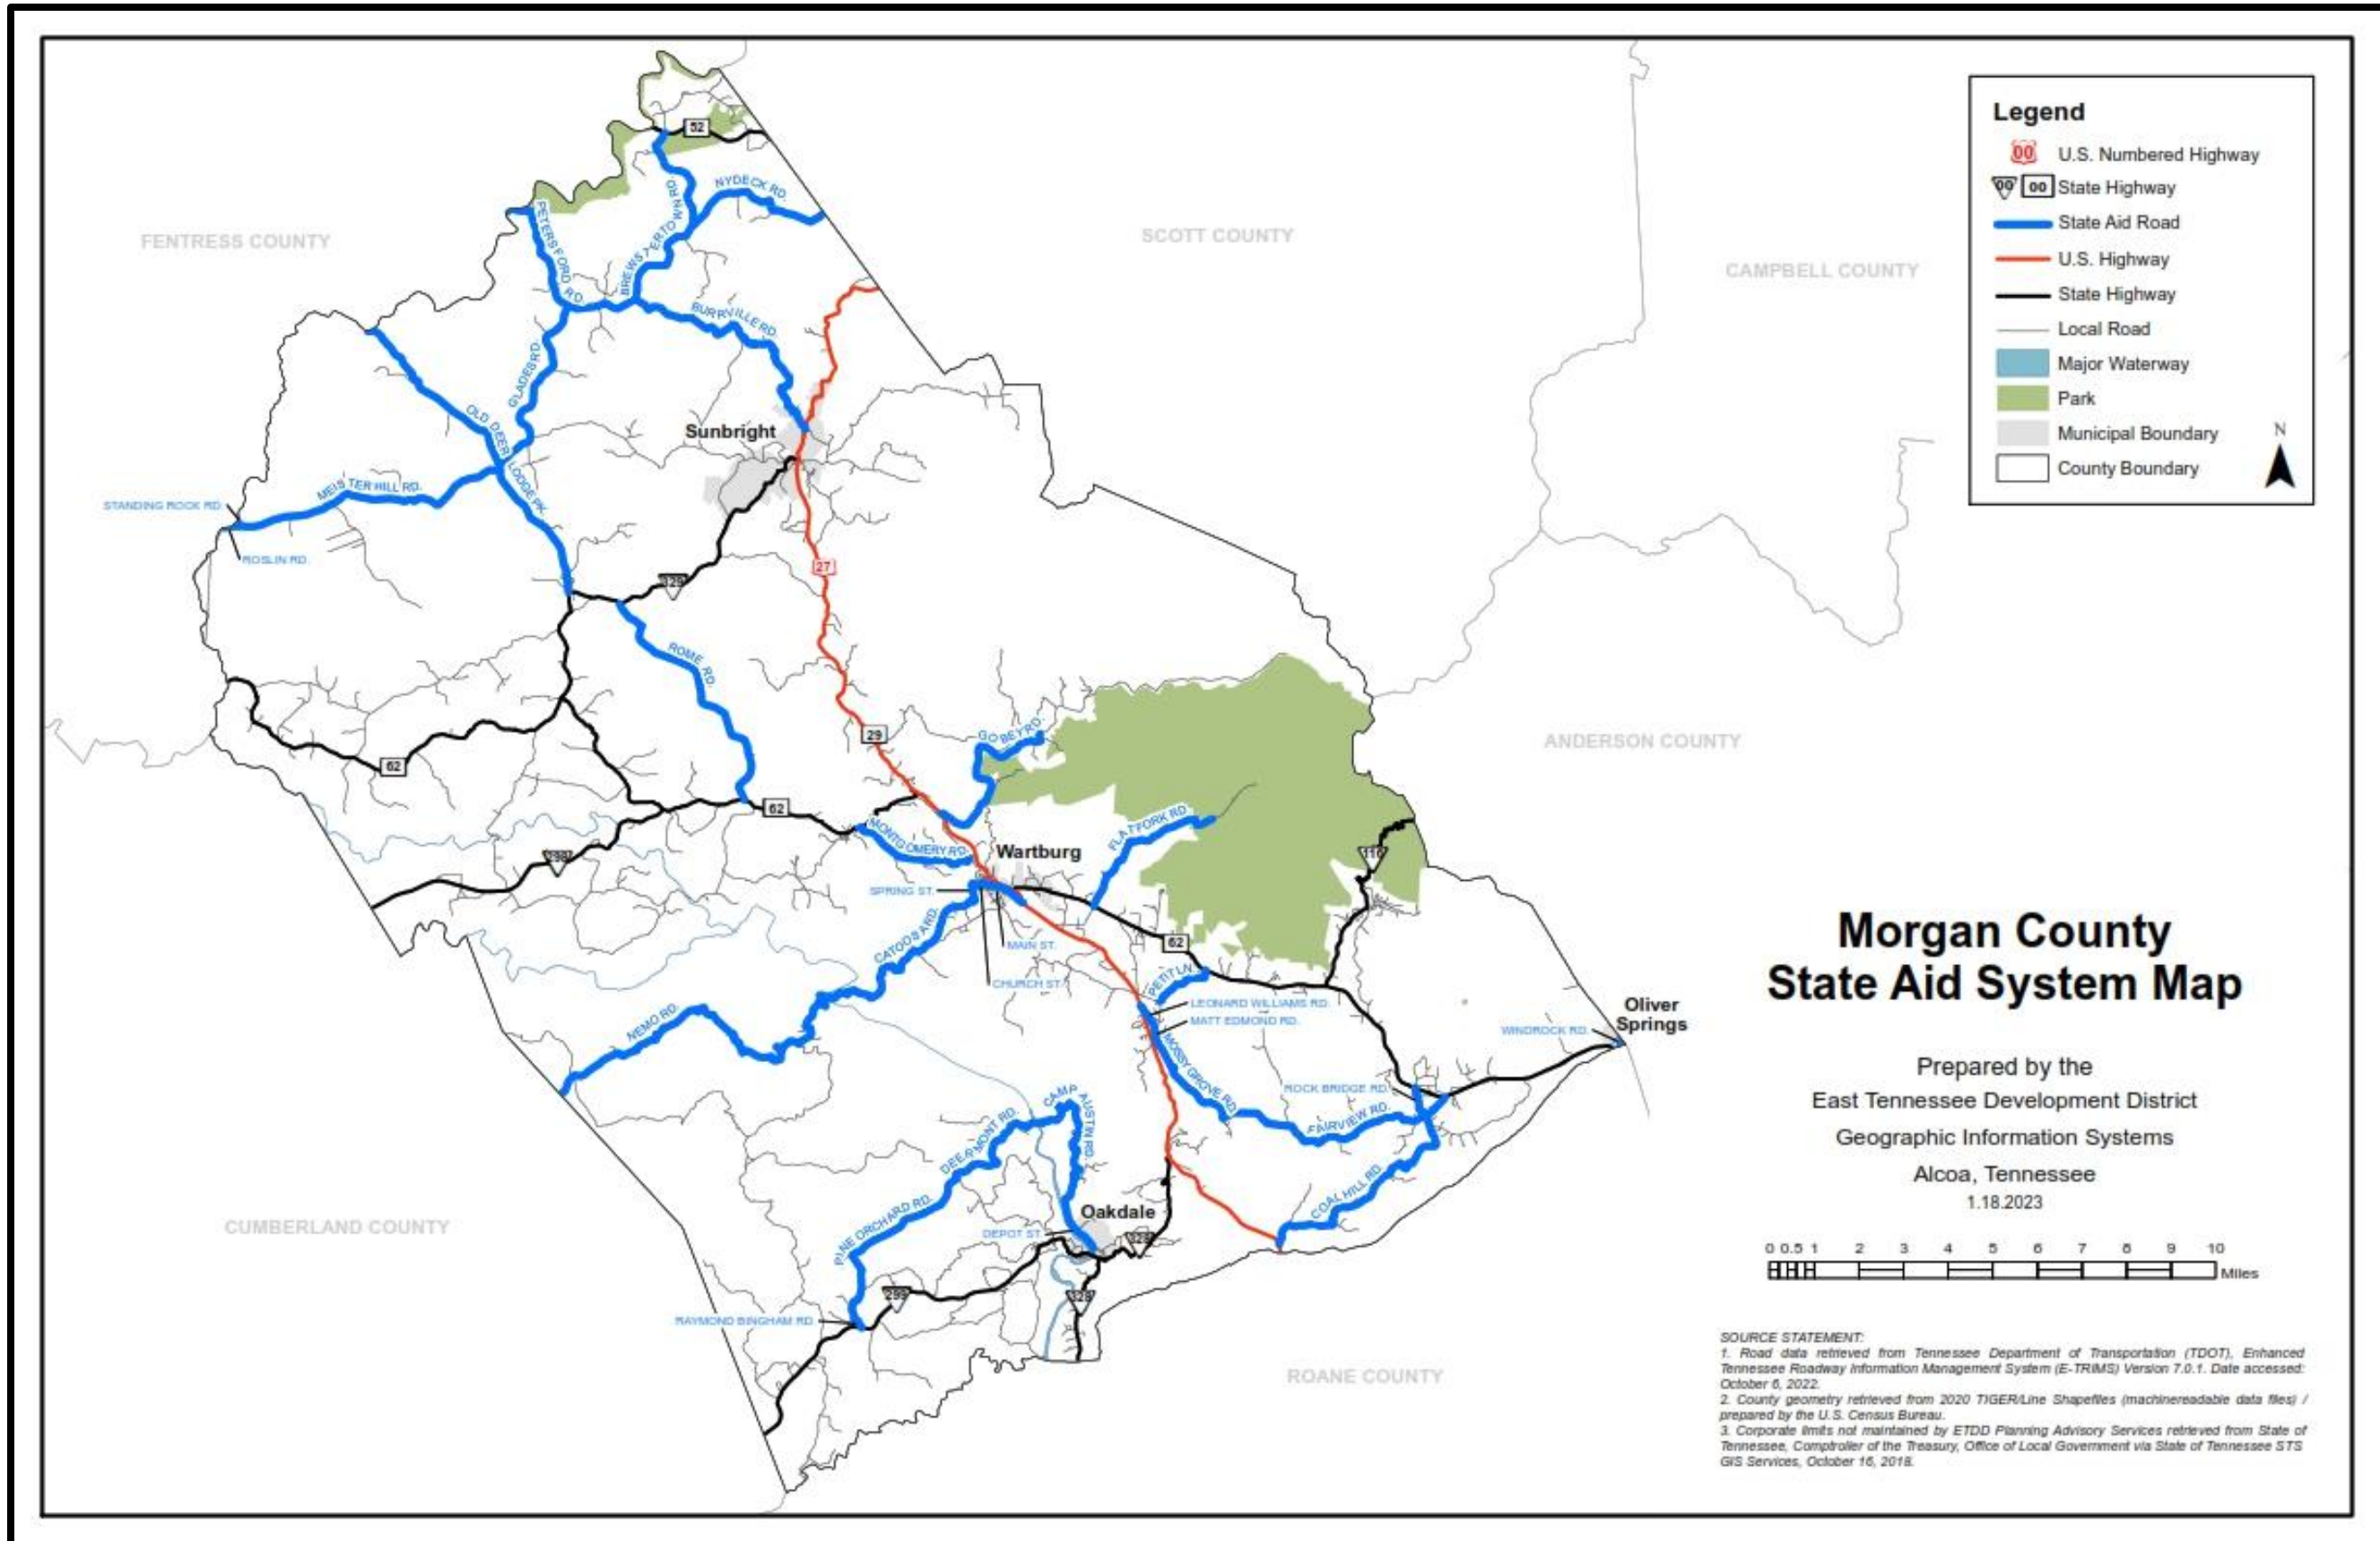 52
NYDECK RD.
BREWSTERTOWN RD.
PETERS FORD RD.
FENTRESS COUNTY
SCOTT COUNTY
CAMPBELL COUNTY
BURRVILLE RD.
GLADES RD.
OLD DEER LODGE PK
Sunbright
MEISTER HILL RD.
STANDING ROCK RD.
ROSLIN RD.
27
329
ROME RD.
29
GOBEY RD.
ANDERSON COUNTY
62
62
298
MONTGOMERY RD.
Wartburg
FLAT FORK RD.
116
SPRING ST.
CATOOSA RD.
MAIN ST.
62
CHURCH ST.
PETIT LN.
LEONARD WILLIAMS RD.
MATT EDMOND RD.
NEMO RD.
MOSSY GROVE RD.
Oliver
Springs
WINDROCK RD.
ROCK BRIDGE RD.
FAIRVIEW RD.
CAMP AUSTIN RD.
DEERMONT RD.
COAL HILL RD.
PINE ORCHARD RD.
Oakdale
DEPOT ST.
328
CUMBERLAND COUNTY
299
328
RAYMOND BINGHAM RD.
ROANE COUNTY
Legend
00 U.S. Numbered Highway
00 00 State Highway
State Aid Road
U.S. Highway
State Highway
Local Road
Major Waterway
Park
Municipal Boundary
County Boundary
N
Morgan County
State Aid System Map
Prepared by the
East Tennessee Development District
Geographic Information Systems
Alcoa, Tennessee
1.18.2023
0 0.5 1 2 3 4 5 6 7 8 9 10
Miles
SOURCE STATEMENT:
1. Road data retrieved from Tennessee Department of Transportation (TDOT), Enhanced
Tennessee Roadway Information Management System (E-TRIMS) Version 7.0.1. Date accessed:
October 6, 2022.
2. County geometry retrieved from 2020 TIGER/Line Shapefiles (machinereadable data files) /
prepared by the U.S. Census Bureau.
3. Corporate limits not maintained by ETDD Planning Advisory Services retrieved from State of
Tennessee, Comptroller of the Treasury, Office of Local Government via State of Tennessee STS
GIS Services, October 16, 2018.